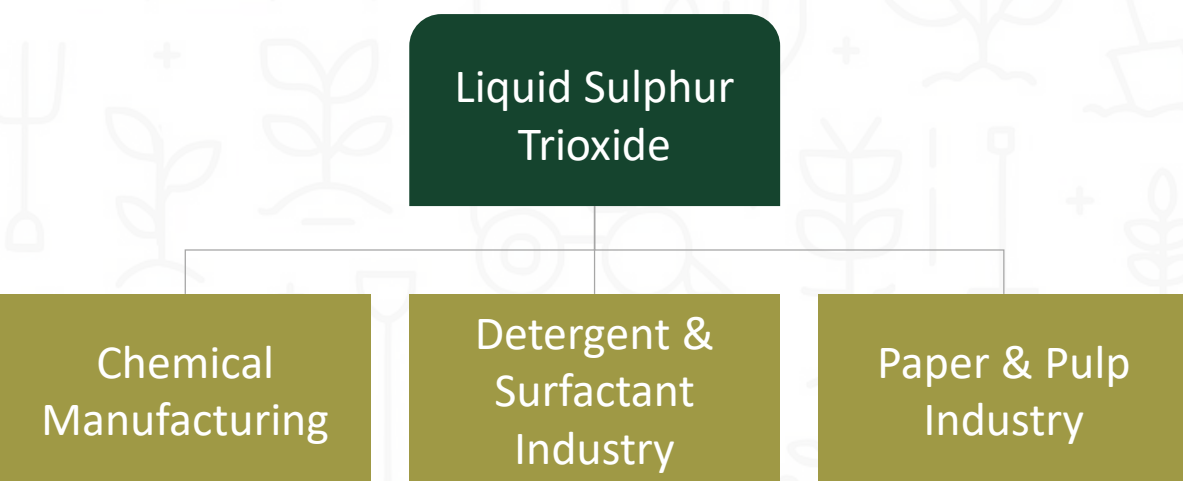 Liquid Sulphur
Trioxide
Chemical
Manufacturing
Detergent &
Surfactant
Industry
Paper & Pulp
Industry